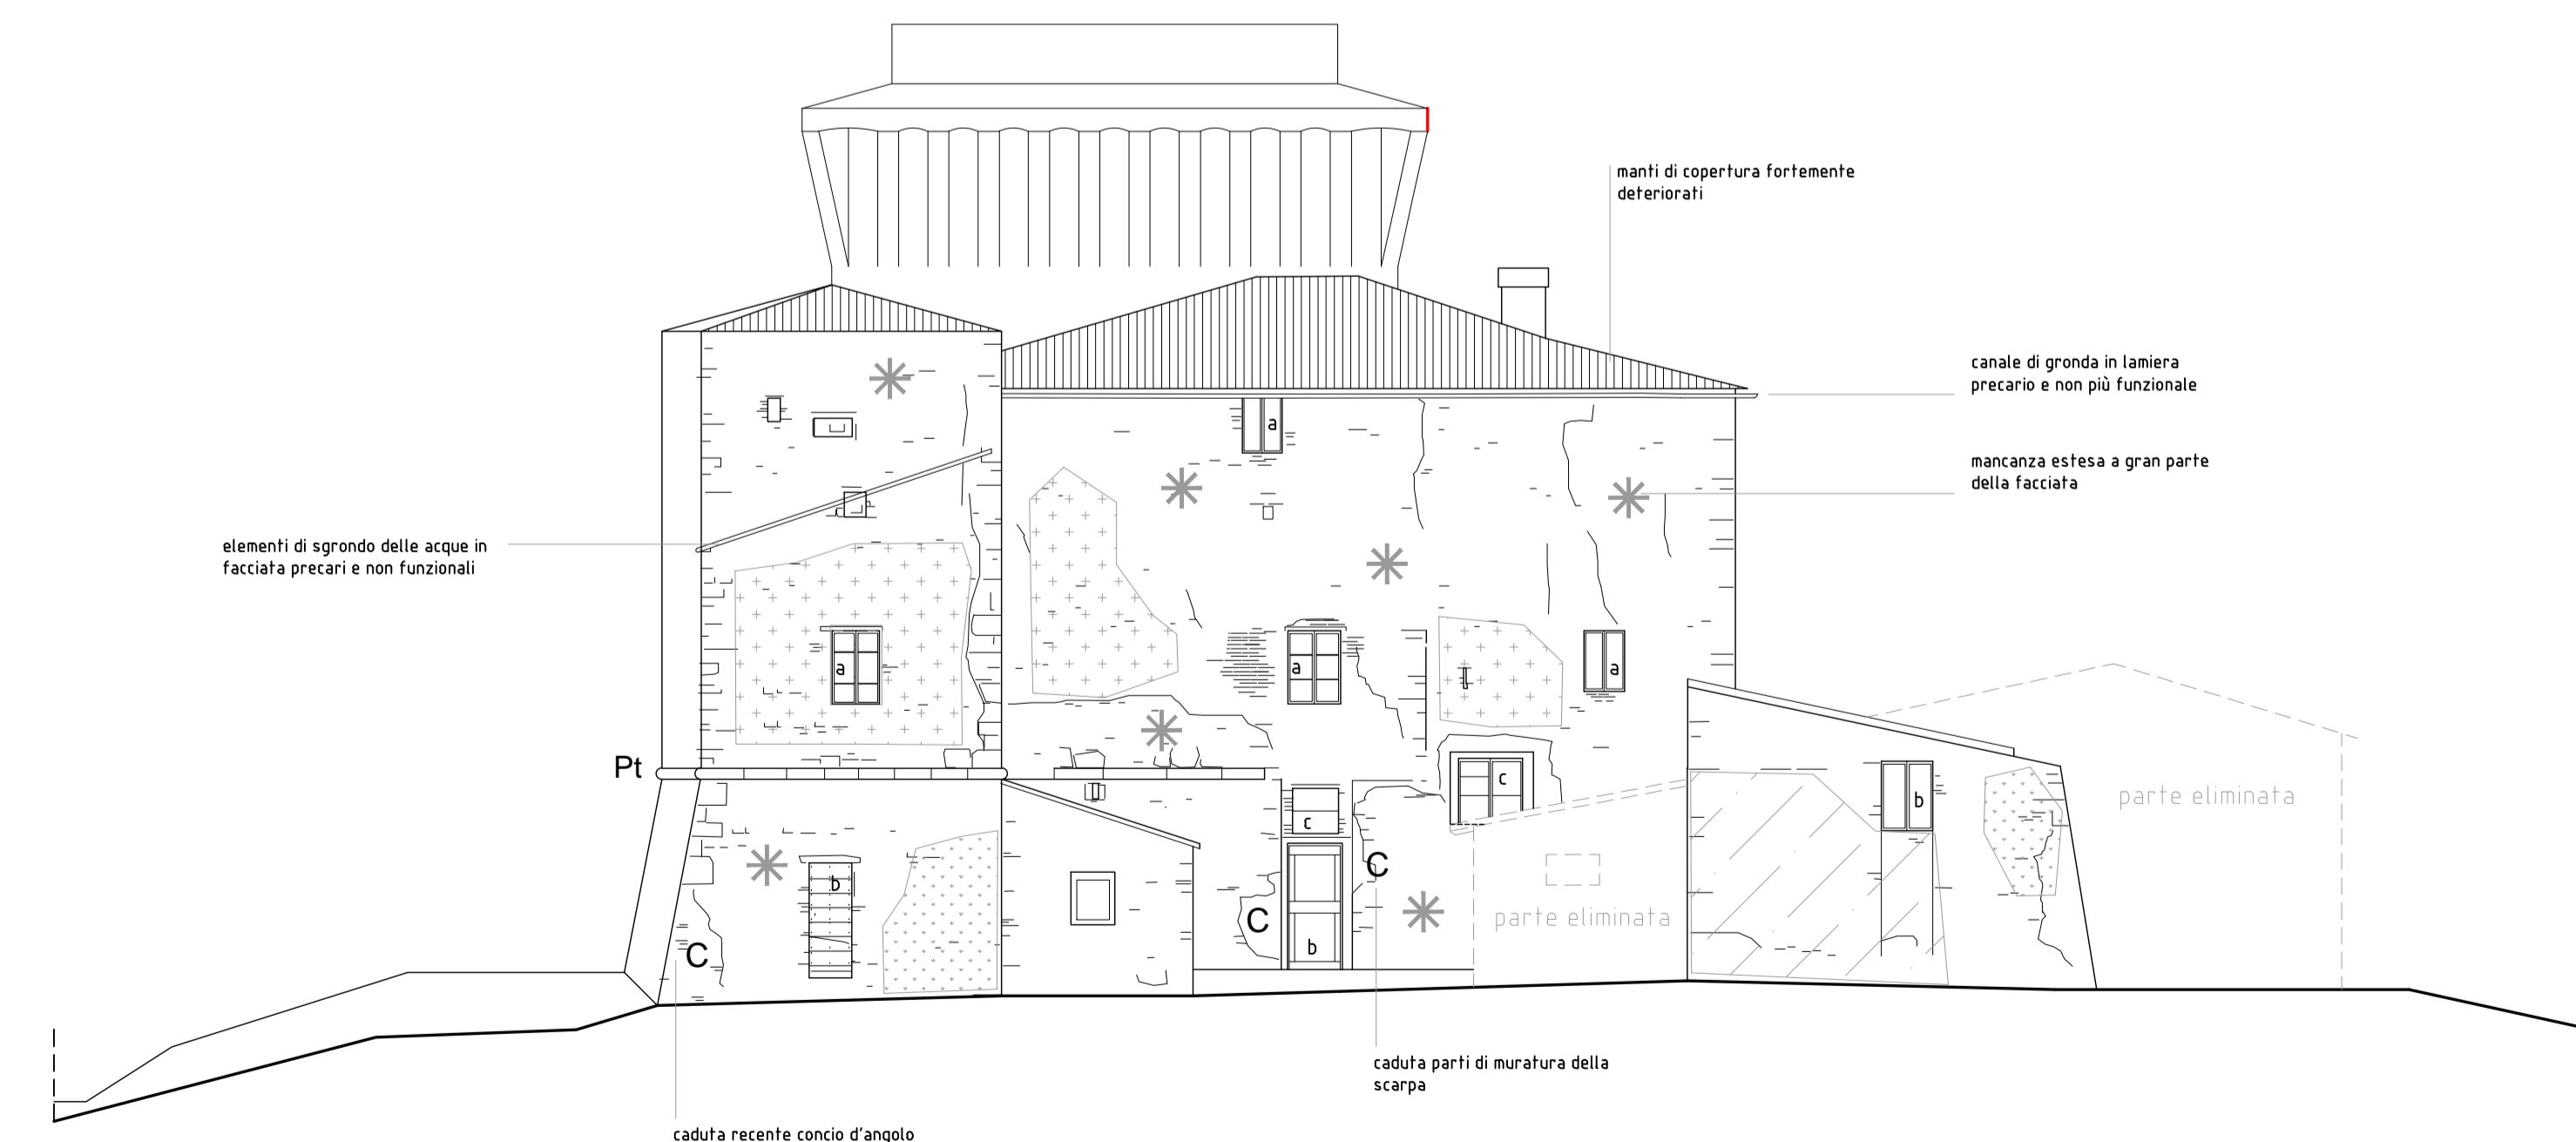 manti di copertura fortemente
deteriorati
canale di gronda in lamiera
precario e non più funzionale
a
mancanza estesa a gran parte
della facciata
elementi di sgrondo delle acque in
facciata precari e non funzionali
a
a
a
Pt
c
b
parte eliminata
c
b
C
C
parte eliminata
b
C
caduta parti di muratura della
scarpa
caduta recente concio d'angolo